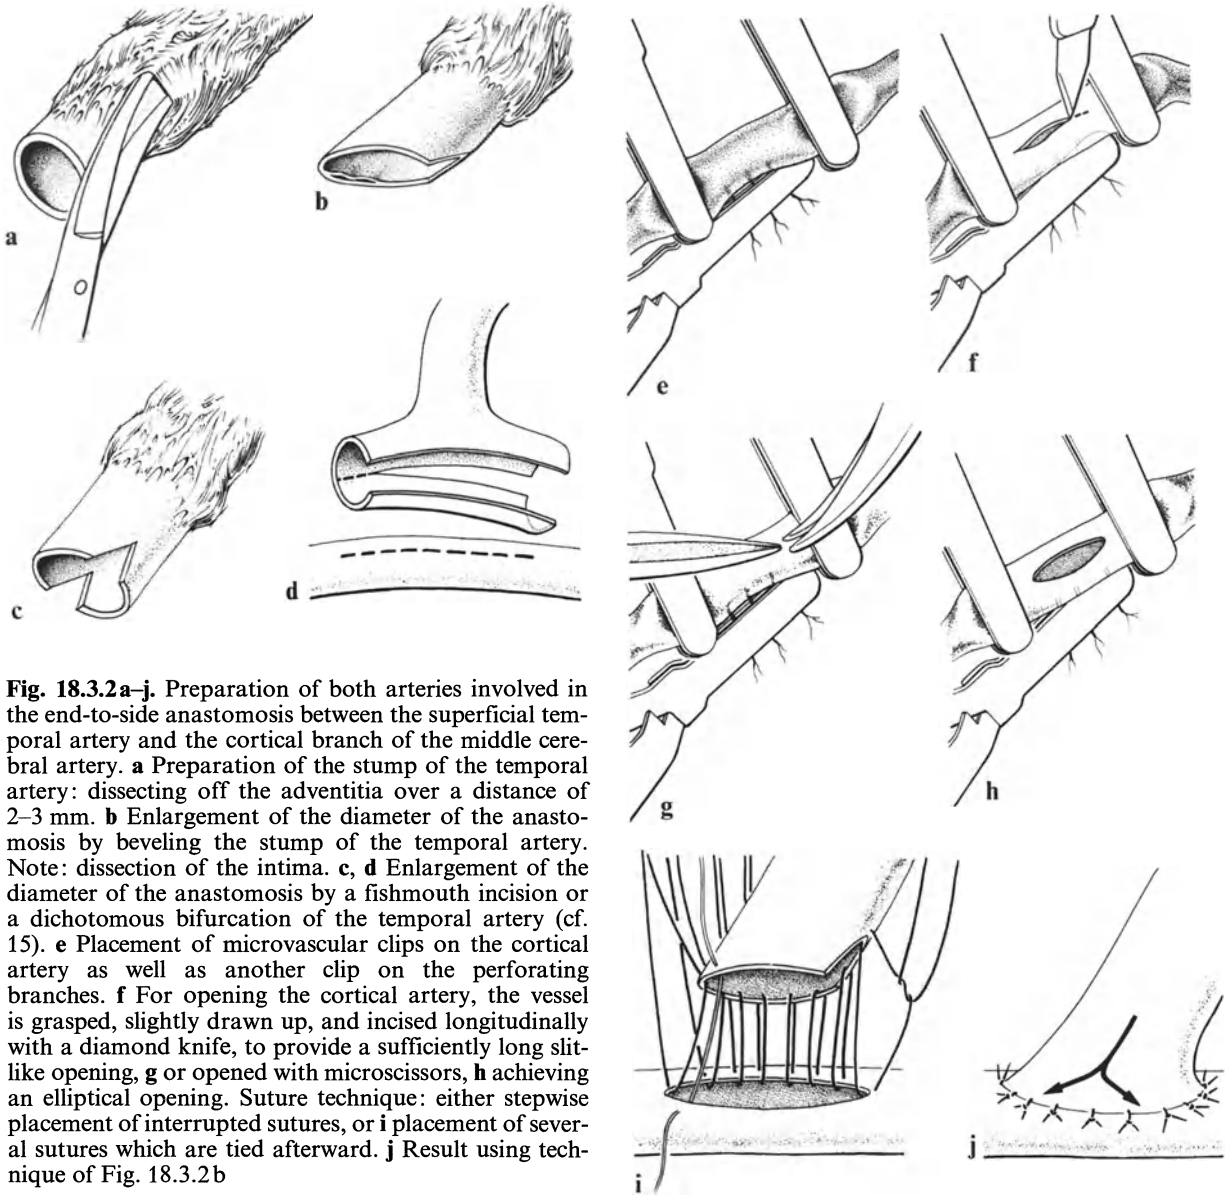 a
b
c
d
e
f
g
h
i
j
Fig. 18.3.2a–j. Preparation of both arteries involved in
the end-to-side anastomosis between the superficial tem-
poral artery and the cortical branch of the middle cere-
bral artery. a Preparation of the stump of the temporal
artery: dissecting off the adventitia over a distance of
2–3 mm. b Enlargement of the diameter of the anasto-
mosis by beveling the stump of the temporal artery.
Note: dissection of the intima. c, d Enlargement of the
diameter of the anastomosis by a fishmouth incision or
a dichotomous bifurcation of the temporal artery (cf.
15). e Placement of microvascular clips on the cortical
artery as well as another clip on the perforating
branches. f For opening the cortical artery, the vessel
is grasped, slightly drawn up, and incised longitudinally
with a diamond knife, to provide a sufficiently long slit-
like opening, g or opened with microscissors, h achieving
an elliptical opening. Suture technique: either stepwise
placement of interrupted sutures, or i placement of sever-
al sutures which are tied afterward. j Result using tech-
nique of Fig. 18.3.2 b